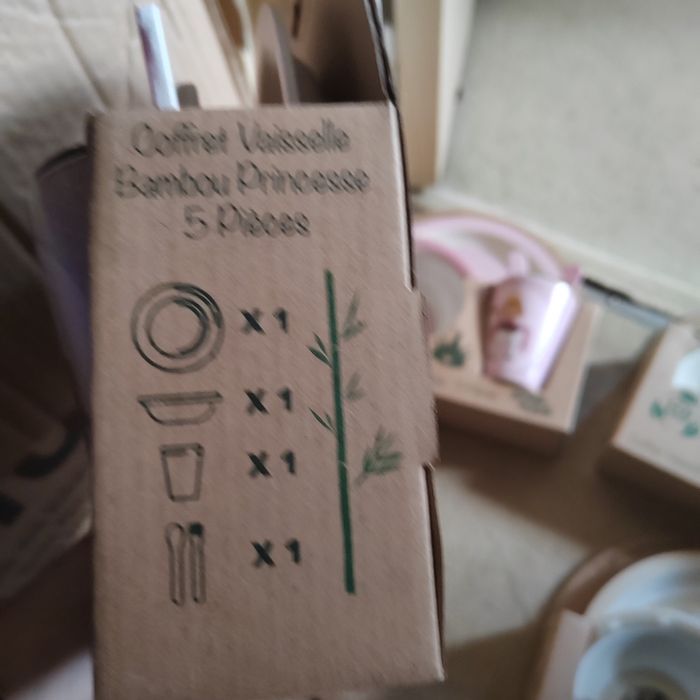 Coffret Vaisselle
Bambou Princesse
5 Pièces
X 1
X 1
X 1
X 1